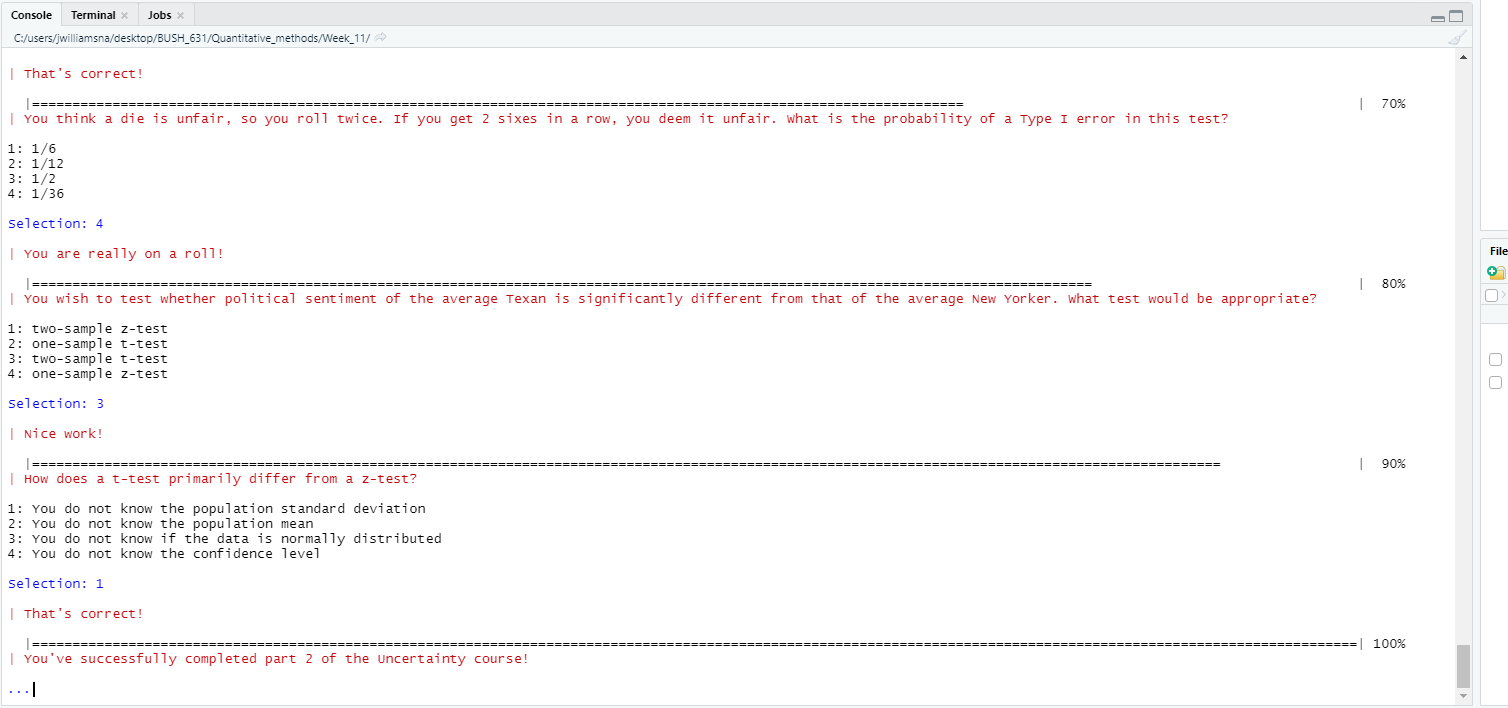 Console Terminal × Jobs ×
C:/users/jwilliamsna/desktop/BUSH_631/Quantitative_methods/Week_11/
| That's correct!
|=====================================================================================================================                                                  |  70%
| You think a die is unfair, so you roll twice. If you get 2 sixes in a row, you deem it unfair. What is the probability of a Type I error in this test?
1: 1/6
2: 1/12
3: 1/2
4: 1/36
Selection: 4
| You are really on a roll!
|=====================================================================================================================================                                  |  80%
| You wish to test whether political sentiment of the average Texan is significantly different from that of the average New Yorker. What test would be appropriate?
1: two-sample z-test
2: one-sample t-test
3: two-sample t-test
4: one-sample z-test
Selection: 3
| Nice work!
|=====================================================================================================================================================                  |  90%
| How does a t-test primarily differ from a z-test?
1: You do not know the population standard deviation
2: You do not know the population mean
3: You do not know if the data is normally distributed
4: You do not know the confidence level
Selection: 1
| That's correct!
|=======================================================================================================================================================================| 100%
| You've successfully completed part 2 of the Uncertainty course!
...
File